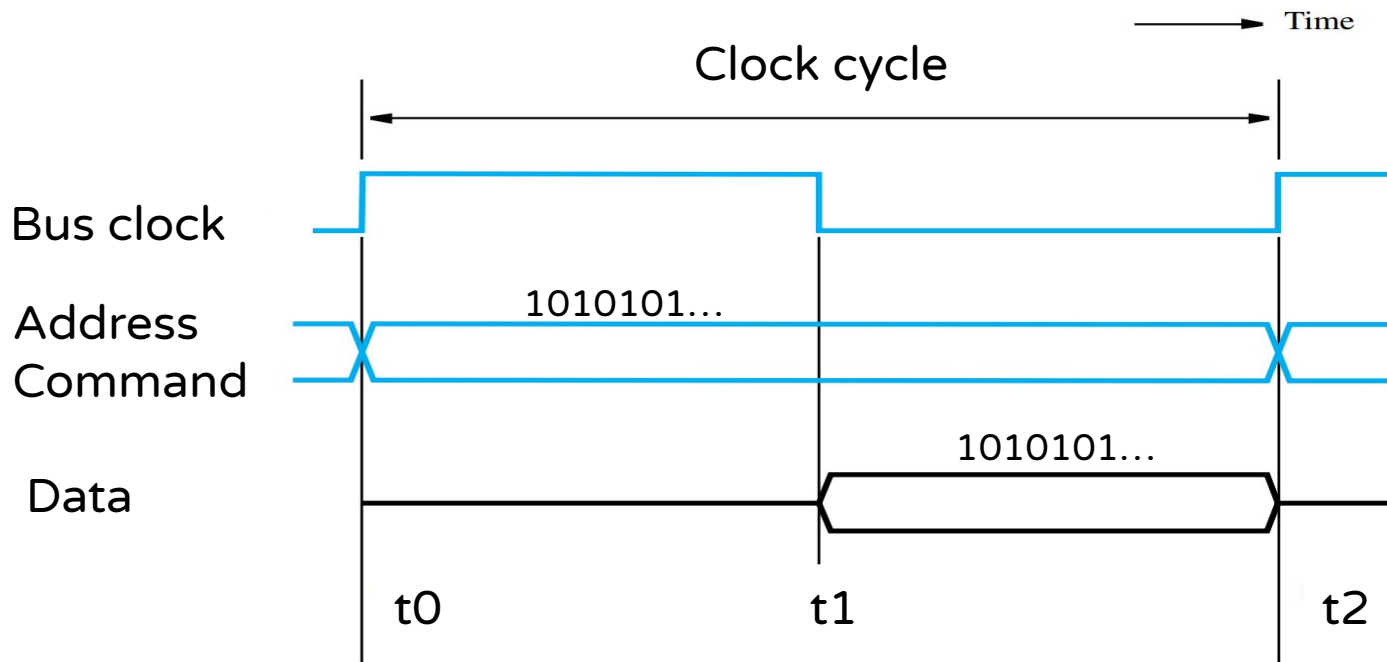 Time
Clock cycle
Bus clock
1010101...
Address
Command
1010101...
Data
t0 t1 t2